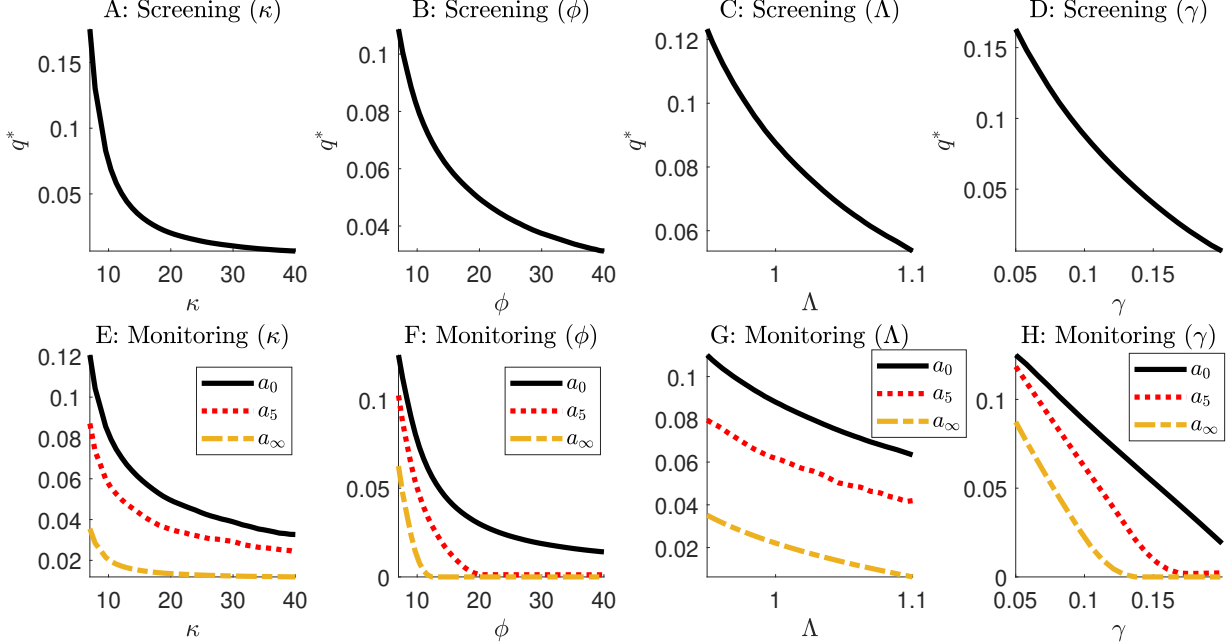 A: Screening (κ)
0.15
0.1
0.05
q*
10 20 30 40
κ
B: Screening (ϕ)
0.1
0.08
0.06
0.04
q*
10 20 30 40
ϕ
C: Screening (Λ)
0.12
0.1
0.08
0.06
q*
1 1.1
Λ
D: Screening (γ)
0.15
0.1
0.05
q*
0.05 0.1 0.15
γ
E: Monitoring (κ)
0.12
0.1
0.08
0.06
0.04
0.02
a₀
a₅
a∞
10 20 30 40
κ
F: Monitoring (ϕ)
0.1
0.05
0
a₀
a₅
a∞
10 20 30 40
ϕ
G: Monitoring (Λ)
0.1
0.08
0.06
0.04
0.02
a₀
a₅
a∞
1 1.1
Λ
H: Monitoring (γ)
0.1
0.05
0
a₀
a₅
a∞
0.05 0.1 0.15
γ